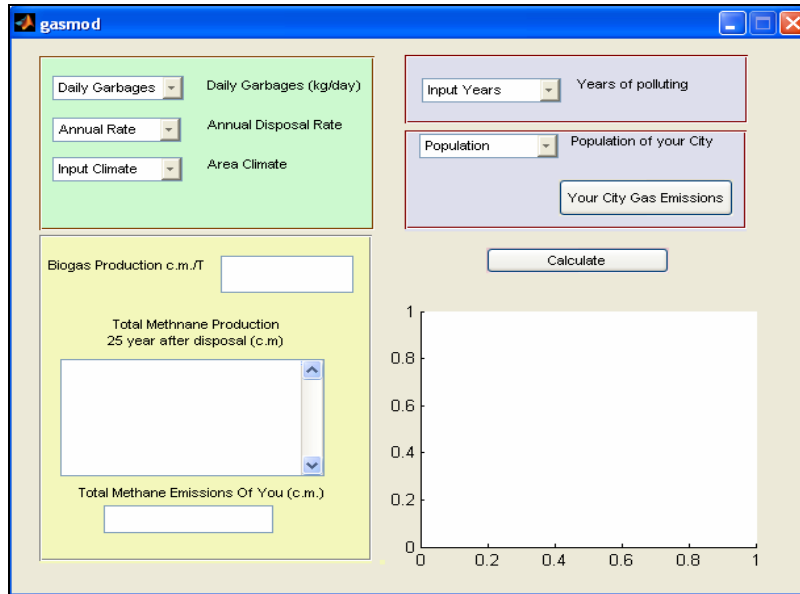 gasmod
Daily Garbages
Daily Garbages (kg/day)
Annual Rate
Annual Disposal Rate
Input Climate
Area Climate
Input Years
Years of polluting
Population
Population of your City
Your City Gas Emissions
Calculate
Biogas Production c.m./T
Total Methnane Production
25 year after disposal (c.m)
Total Methane Emissions Of You (c.m.)
1
0.8
0.6
0.4
0.2
0
0 0.2 0.4 0.6 0.8 1